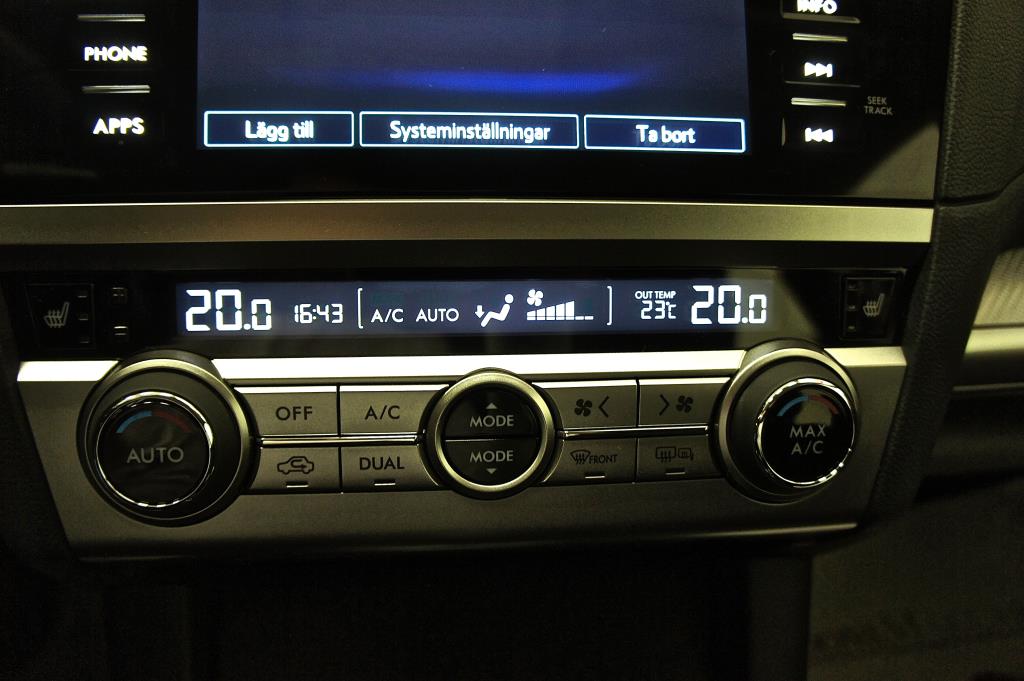 INFO
PHONE
APPS
SEEK
TRACK
Lägg till
Systeminställningar
Ta bort
20.0
16:43
A/C AUTO
OUT TEMP
23℃
20.0
AUTO
OFF
A/C
MODE
MODE
DUAL
FRONT
MAX
A/C